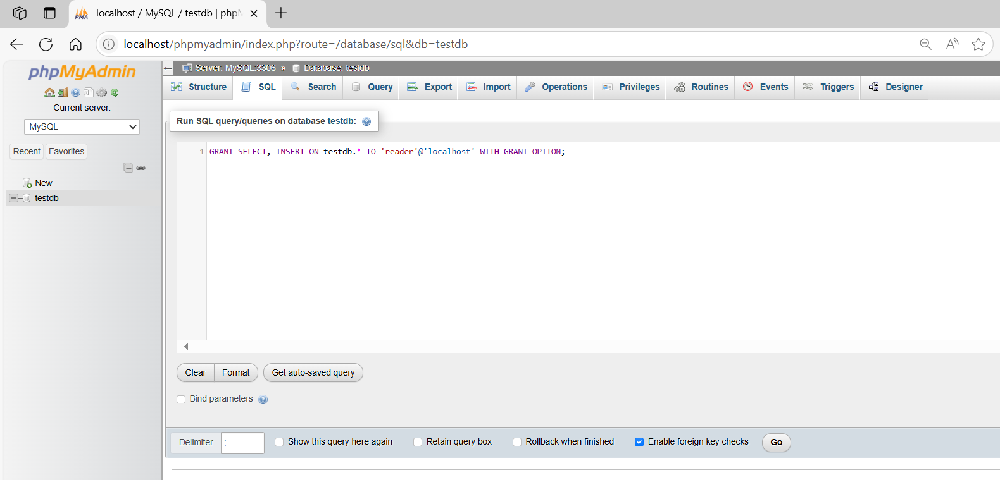 localhost / MySQL / testdb | php
localhost/phpmyadmin/index.php?route=/database/sql&db=testdb
phpMyAdmin
Current server:
MySQL
Recent Favorites
New
testdb
Server: MySQL:3306 » Database: testdb
Structure SQL Search Query Export Import Operations Privileges Routines Events Triggers Designer
Run SQL query/queries on database testdb:
1 GRANT SELECT, INSERT ON testdb.* TO 'reader'@'localhost' WITH GRANT OPTION;
Clear Format Get auto-saved query
Bind parameters
Delimiter ; Show this query here again Retain query box Rollback when finished Enable foreign key checks Go